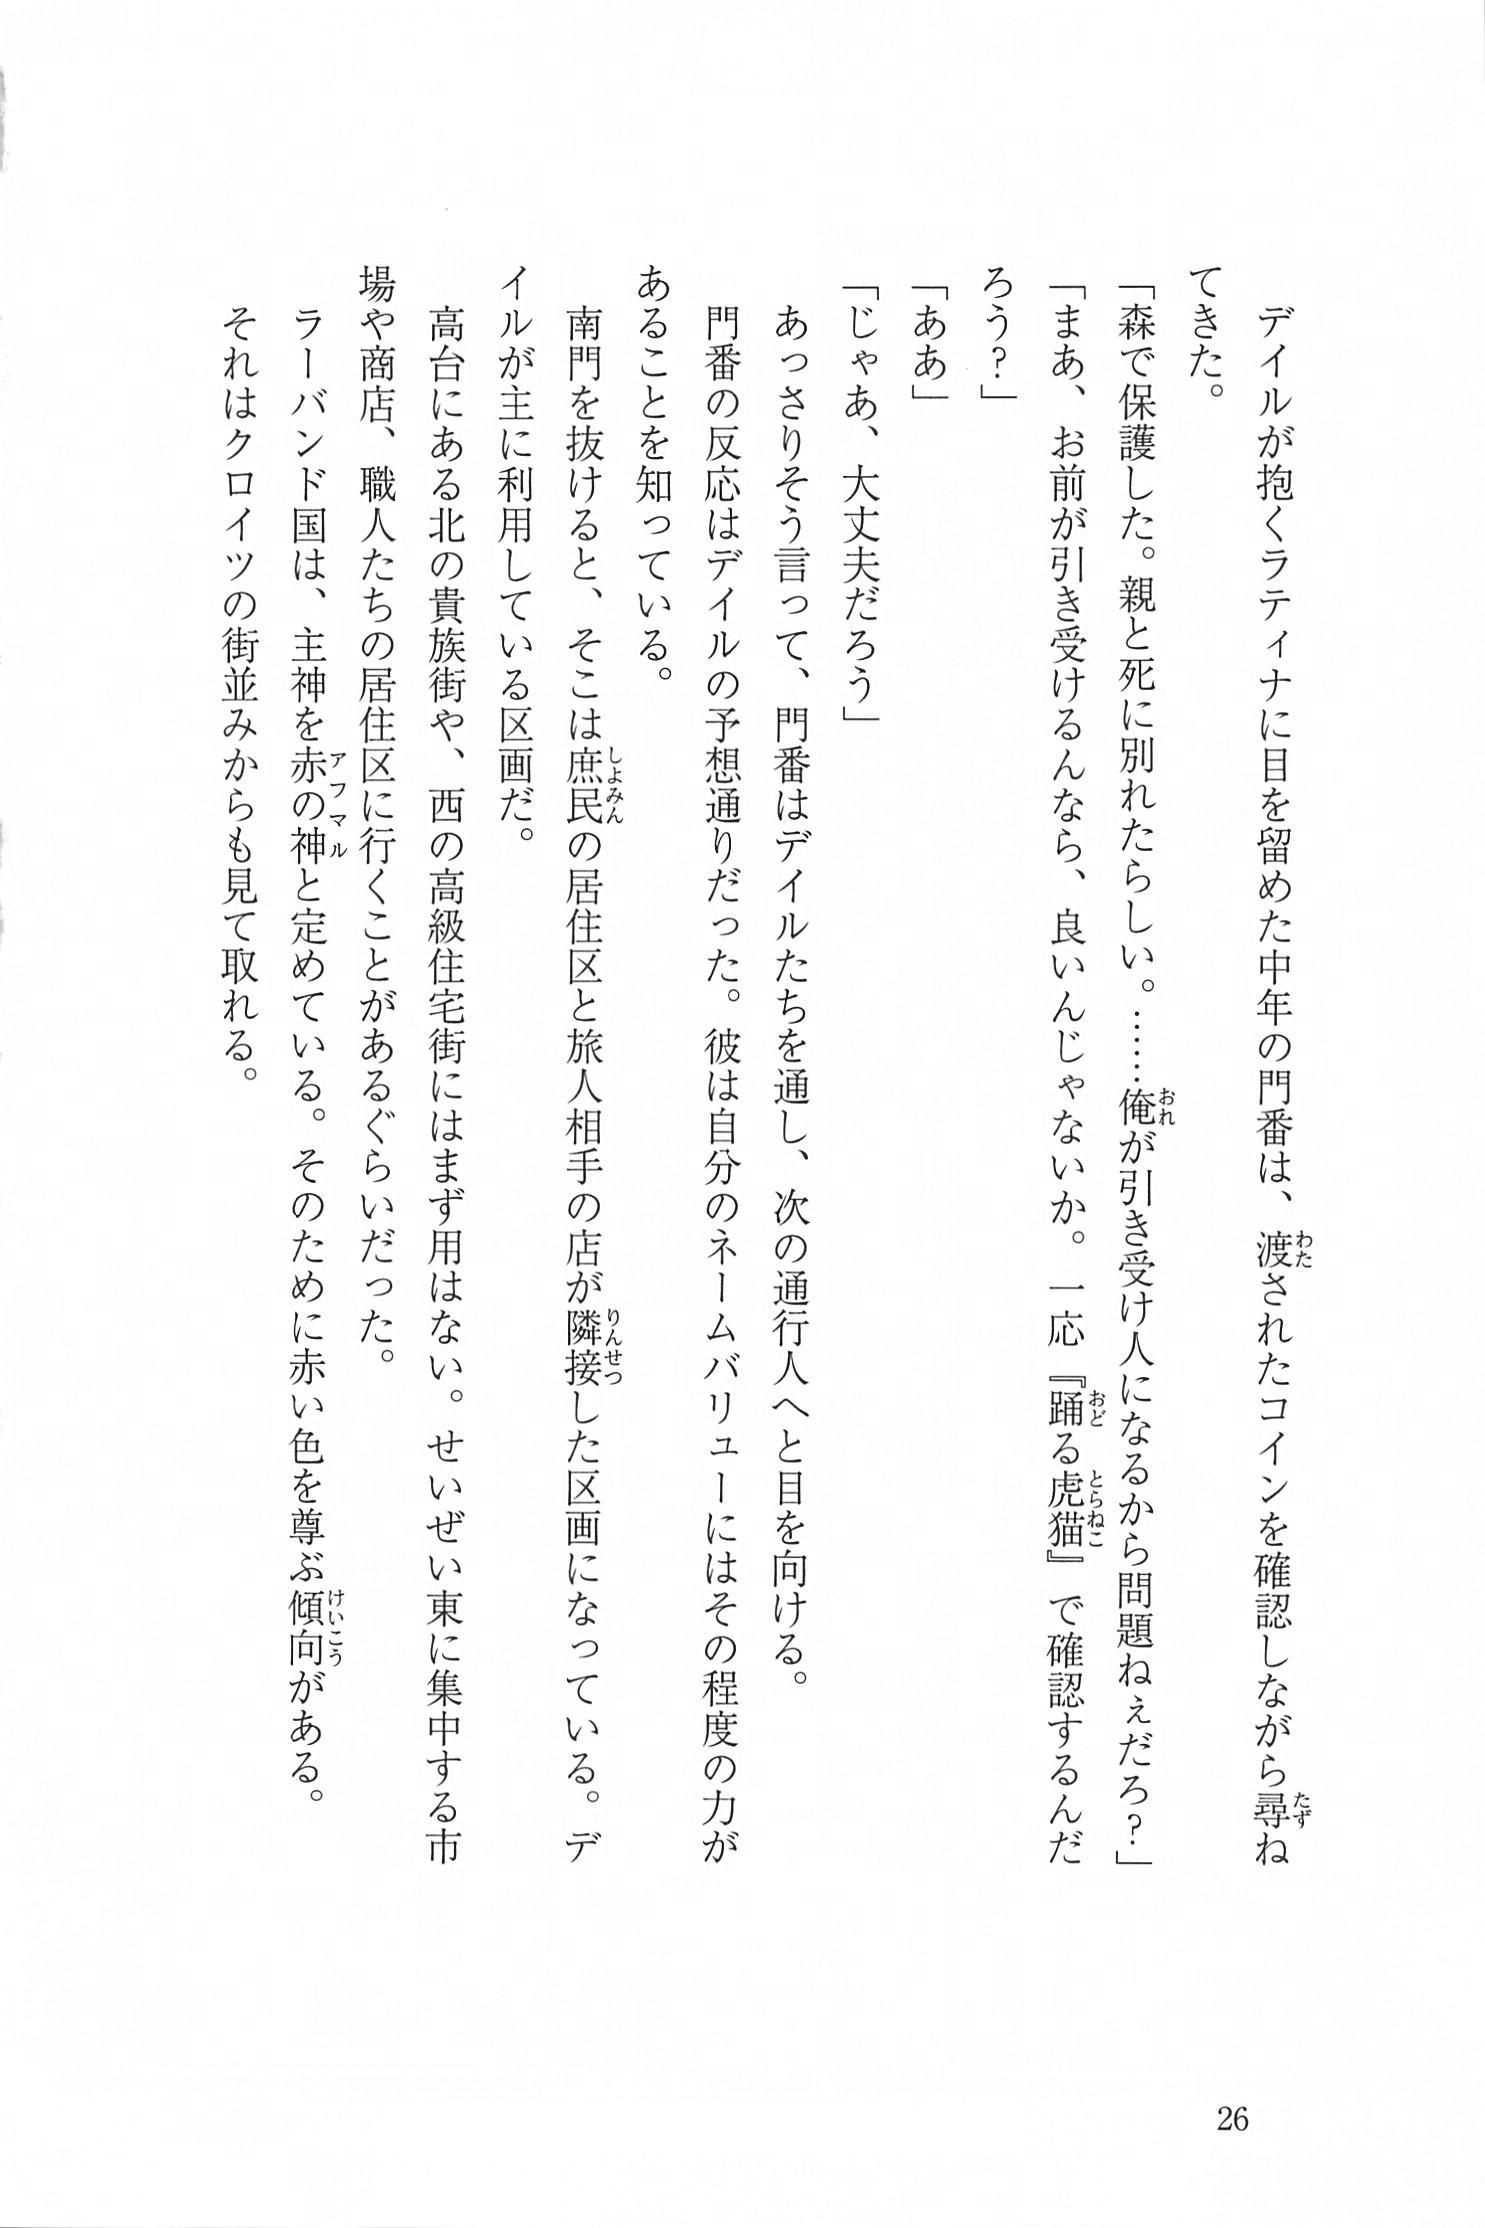 デイルが抱くラティナに目を留めた中年の門番は、渡されたコインを確認しながら尋ね
てきた。
「森で保護した。親と死に別れたらしい。……俺が引き受け人になるから問題ねぇだろ?」
「まあ、お前が引き受けるんなら、良いんじゃないか。一応『踊る虎猫』で確認するんだ
ろう?」
「ああ」
「じゃあ、大丈夫だろう」
　あっさりそう言って、門番はデイルたちを通し、次の通行人へと目を向ける。
　門番の反応はデイルの予想通りだった。彼は自分のネームバリューにはその程度の力が
あることを知っている。
　南門を抜けると、そこは庶民の居住区と旅人相手の店が隣接した区画になっている。デ
イルが主に利用している区画だ。
　高台にある北の貴族街や、西の高級住宅街にはまず用はない。せいぜい東に集中する市
場や商店、職人たちの居住区に行くことがあるぐらいだった。
　ラーバンド国は、主神を赤の神と定めている。そのために赤い色を尊ぶ傾向がある。
　それはクロイツの街並みからも見て取れる。
26